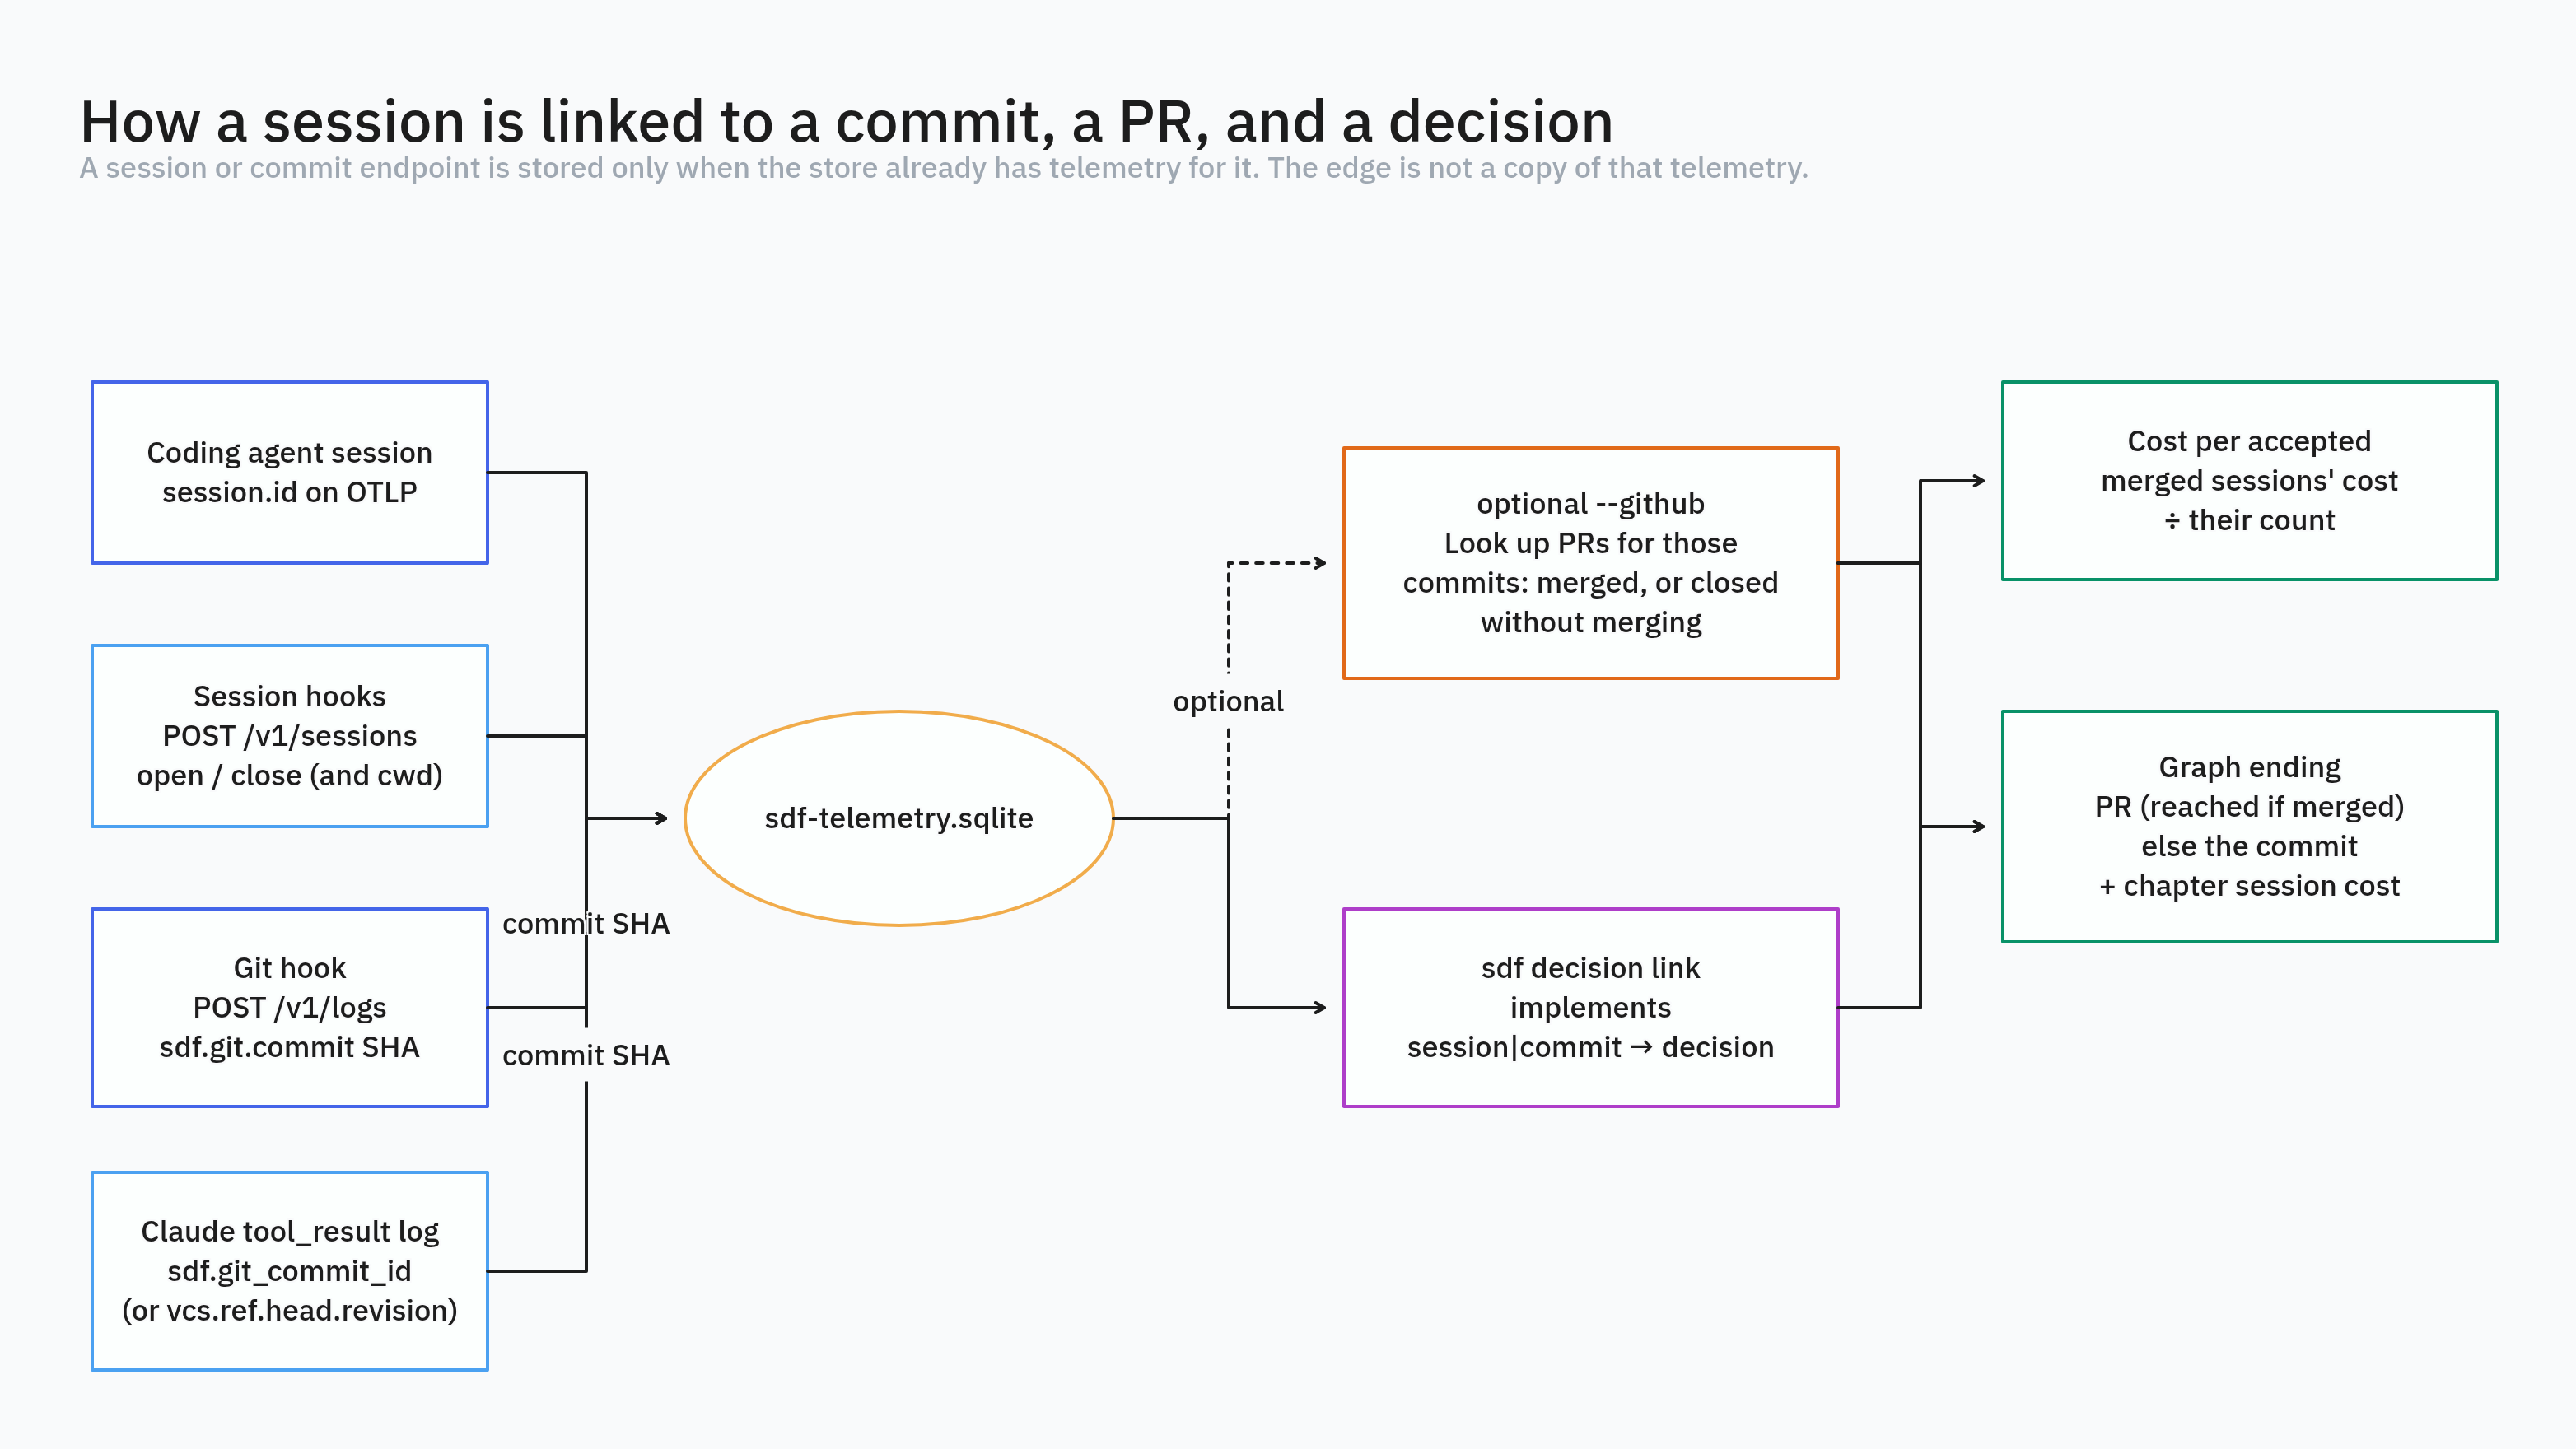 How a session is linked to a commit, a PR, and a decision
A session or commit endpoint is stored only when the store already has telemetry for it. The edge is not a copy of that telemetry.
Coding agent session
session.id on OTLP
Session hooks
POST /v1/sessions
open / close (and cwd)
commit SHA
Git hook
POST /v1/logs
sdf.git.commit SHA
commit SHA
Claude tool_result log
sdf.git_commit_id
(or vcs.ref.head.revision)
sdf-telemetry.sqlite
optional
optional --github
Look up PRs for those
commits: merged, or closed
without merging
sdf decision link
implements
session|commit → decision
Cost per accepted
merged sessions' cost
÷ their count
Graph ending
PR (reached if merged)
else the commit
+ chapter session cost